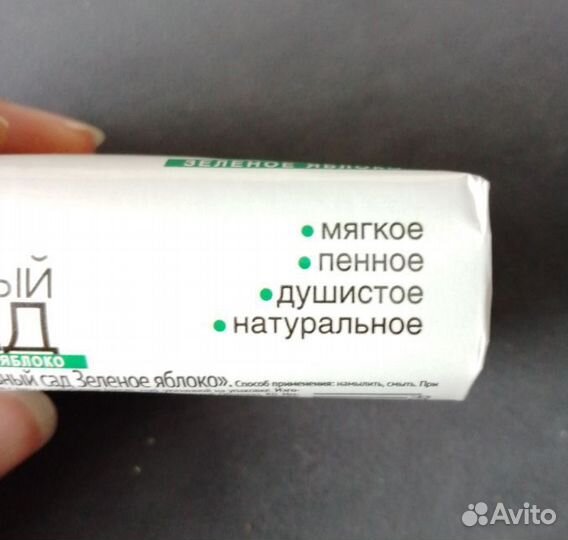 ЗЕЛЕНОЕ ЯБЛОКО
• мягкое
• пенное
• душистое
• натуральное
ЫЙ
Д
ЯБЛОКО
ный сад Зеленое яблоко». Способ применения: намылить, смыть. При
Avito